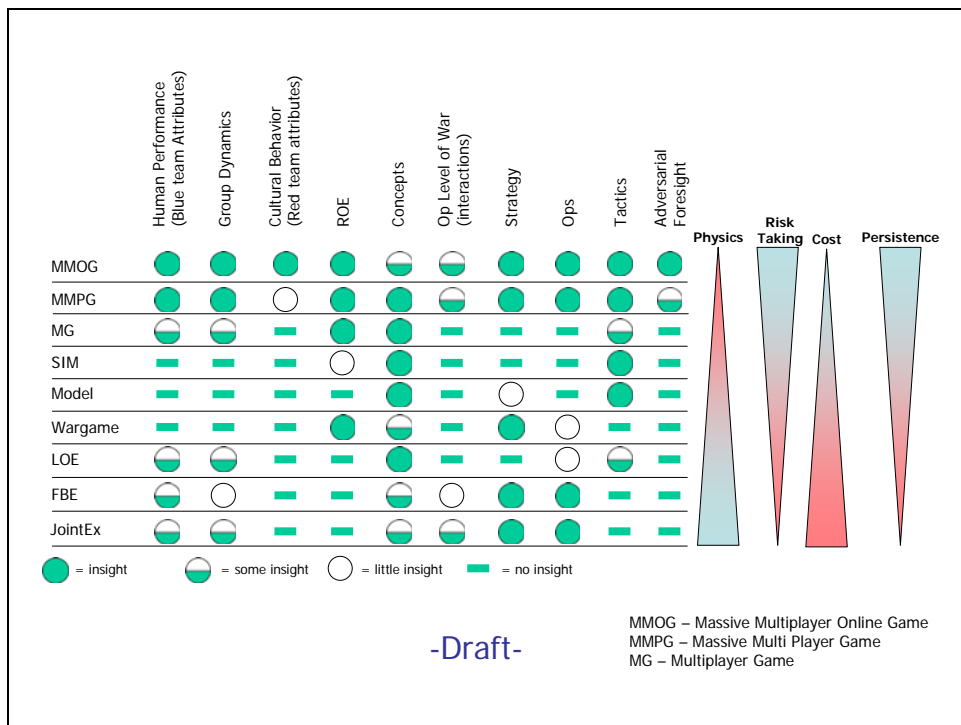 Human Performance
(Blue team Attributes)
Group Dynamics
Cultural Behavior
(Red team attributes)
ROE
Concepts
Op Level of War
(interactions)
Strategy
Ops
Tactics
Adversarial
Foresight
Physics
Risk
Taking
Cost
Persistence
MMOG
MMPG
MG
SIM
Model
Wargame
LOE
FBE
JointEx
= insight
= some insight
= little insight
= no insight
-Draft-
MMOG – Massive Multiplayer Online Game
MMPG – Massive Multi Player Game
MG – Multiplayer Game